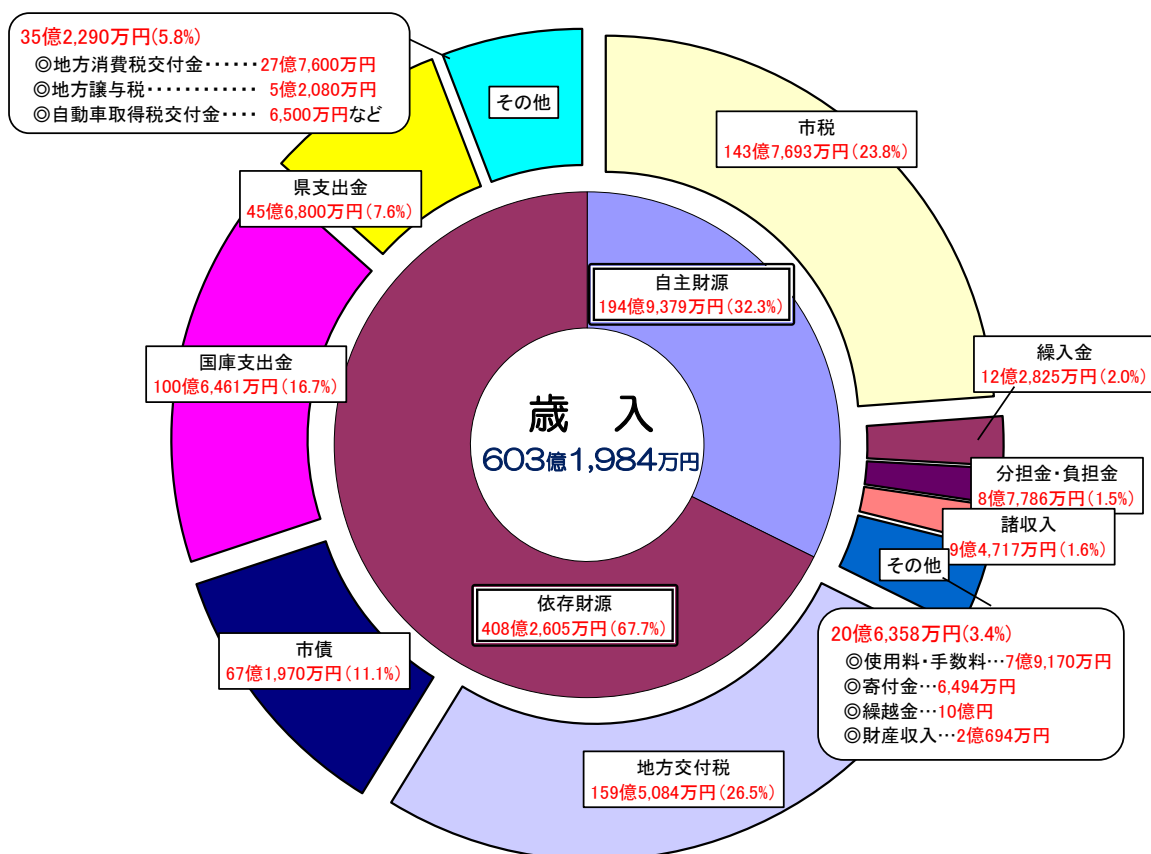 35億2,290万円(5.8%)
◎地方消費税交付金‥‥‥27億7,600万円
◎地方譲与税‥‥‥‥‥‥ 5億2,080万円
◎自動車取得税交付金‥‥ 6,500万円など
その他
市税
143億7,693万円(23.8%)
県支出金
45億6,800万円(7.6%)
自主財源
194億9,379万円(32.3%)
国庫支出金
100億6,461万円(16.7%)
繰入金
12億2,825万円(2.0%)
歳 入
603億1,984万円
分担金・負担金
8億7,786万円(1.5%)
諸収入
9億4,717万円(1.6%)
その他
依存財源
408億2,605万円(67.7%)
20億6,358万円(3.4%)
◎使用料・手数料…7億9,170万円
◎寄付金…6,494万円
◎繰越金…10億円
◎財産収入…2億694万円
市債
67億1,970万円(11.1%)
地方交付税
159億5,084万円(26.5%)